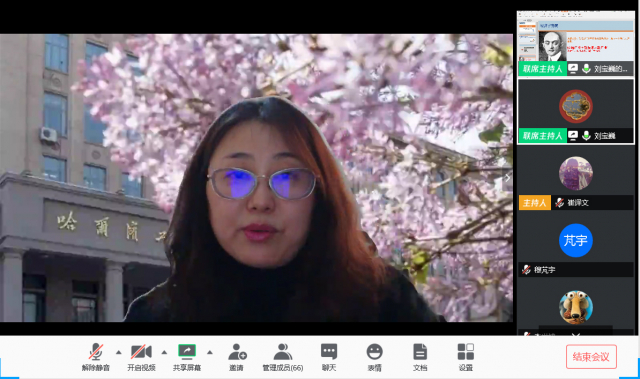 哈爾濱工
联席主持人 刘宝巍的...
联席主持人 刘宝巍
主持人 崔译文
芃宇
穆芃宇
解除静音
开启视频
共享屏幕
邀请
管理成员(66)
聊天
表情
文档
设置
结束会议